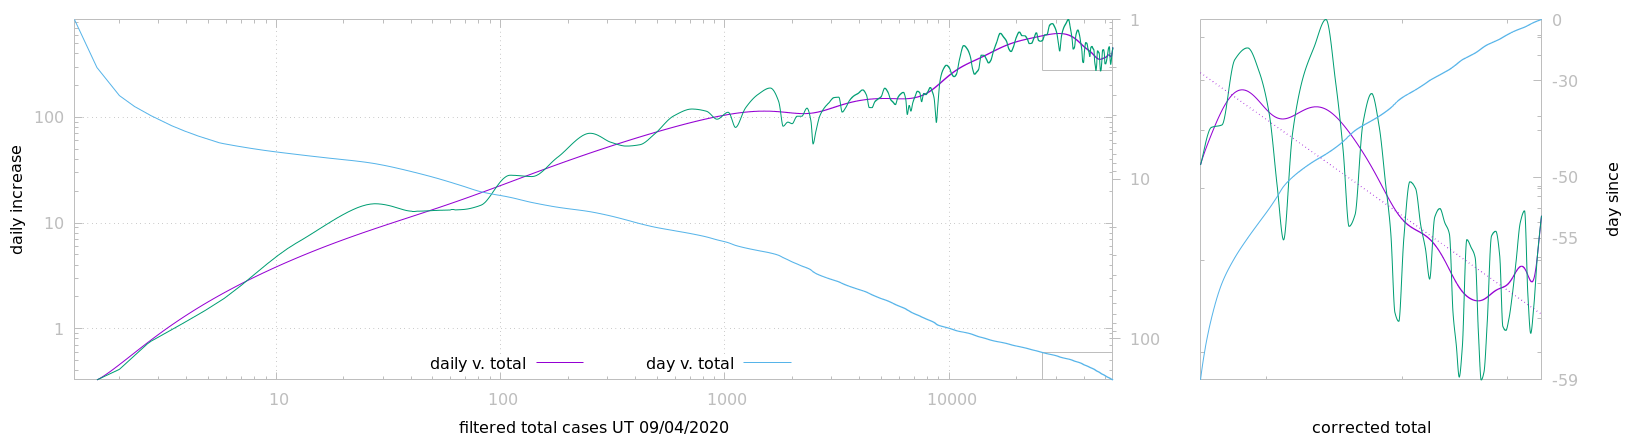 daily increase
100
10
1
daily v. total
day v. total
10
100
1000
10000
filtered total cases UT 09/04/2020
1
10
100
0
-30
-50
-55
-59
day since
corrected total